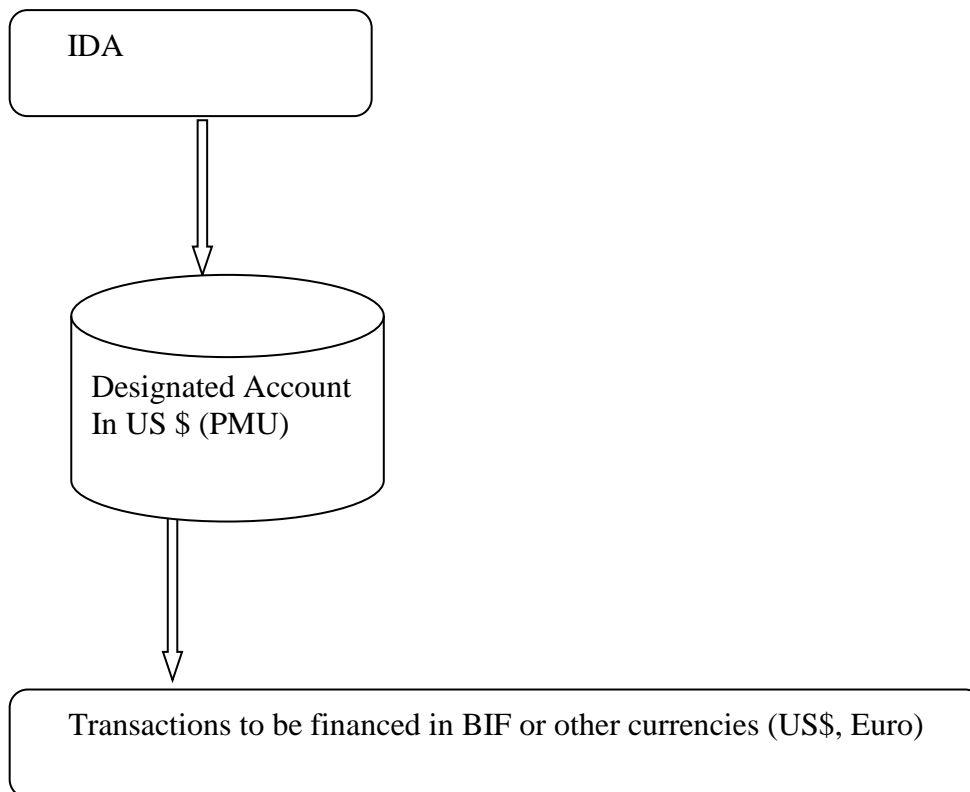 IDA
Designated Account
In US $ (PMU)
Transactions to be financed in BIF or other currencies (US$, Euro)